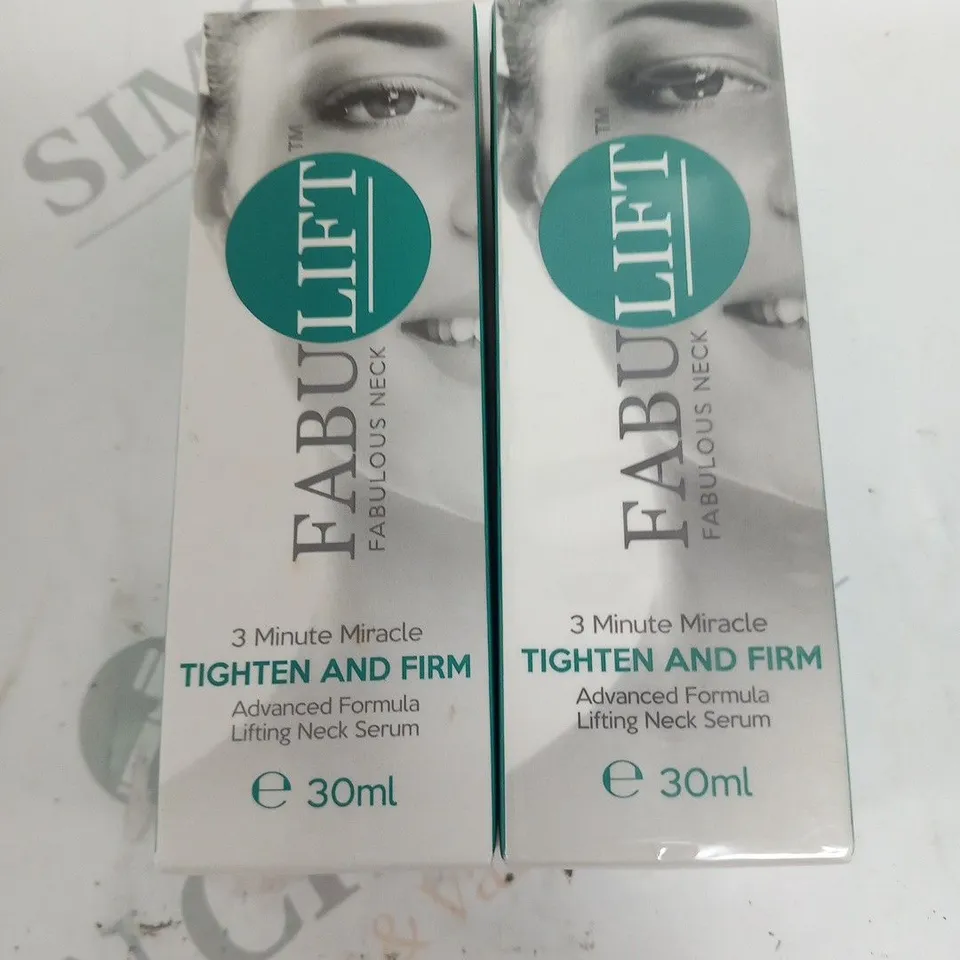 FABULIFT™
FABULOUS NECK
3 Minute Miracle
TIGHTEN AND FIRM
Advanced Formula
Lifting Neck Serum
e 30ml
FABULIFT™
FABULOUS NECK
3 Minute Miracle
TIGHTEN AND FIRM
Advanced Formula
Lifting Neck Serum
e 30ml